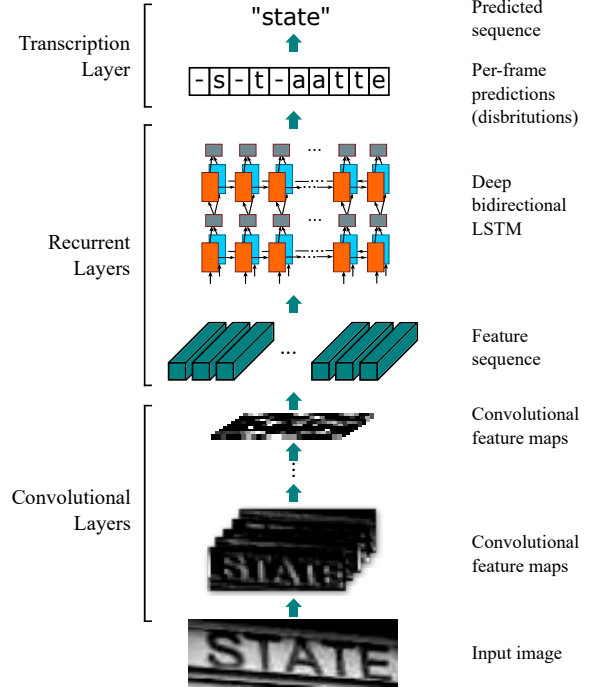 "state"
Predicted
sequence
Transcription
Layer
-s-t-aatte
Per-frame
predictions
(disbritutions)
...
Deep
bidirectional
LSTM
...
Recurrent
Layers
...
Feature
sequence
Convolutional
feature maps
Convolutional
Layers
STATE
Convolutional
feature maps
STATE
Input image